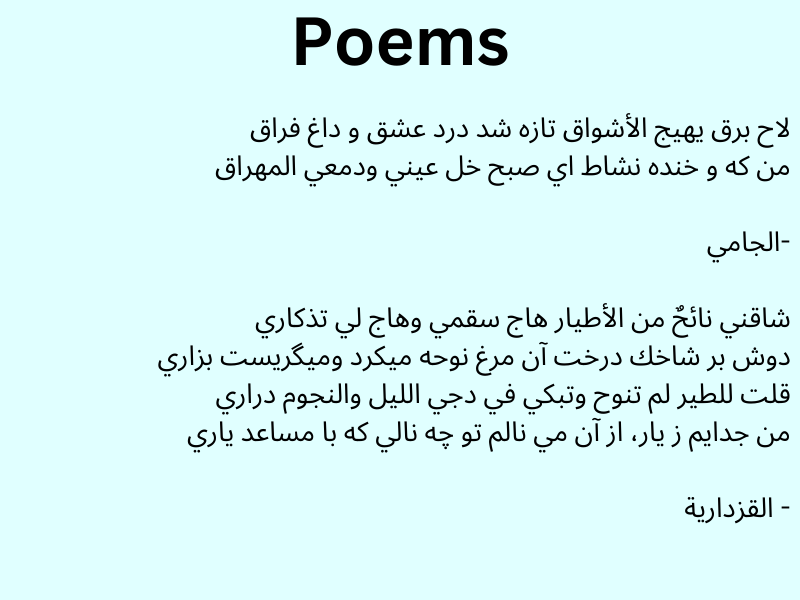 Poems
لاح برق يهيج الأشواق تازه شد درد عشق و داغ فراق
من که و خنده نشاط اي صبح خل عيني ودمعي المهراق
-الجامي
شاقني نائحٌ من الأطيار هاج سقمي وهاج لي تذكاري
دوش بر شاخك درخت آن مرغ نوحه ميكرد وميگريست بزاري
قلت للطير لم تنوح وتبكي في دجي الليل والنجوم دراري
من جدايم ز يار، از آن مي نالم تو چه نالي كه با مساعد ياري
- القزدارية